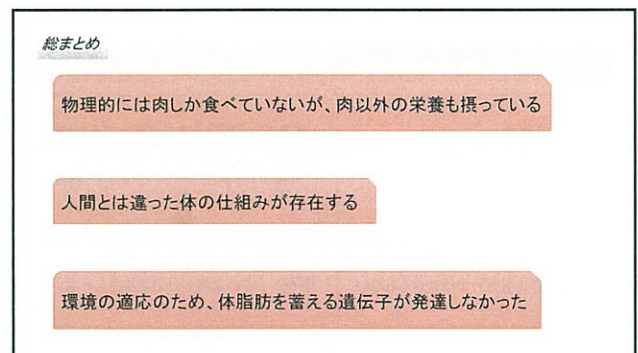 総まとめ
物理的には肉しか食べていないが、肉以外の栄養も摂っている
人間とは違った体の仕組みが存在する
環境の適応のため、体脂肪を蓄える遺伝子が発達しなかった